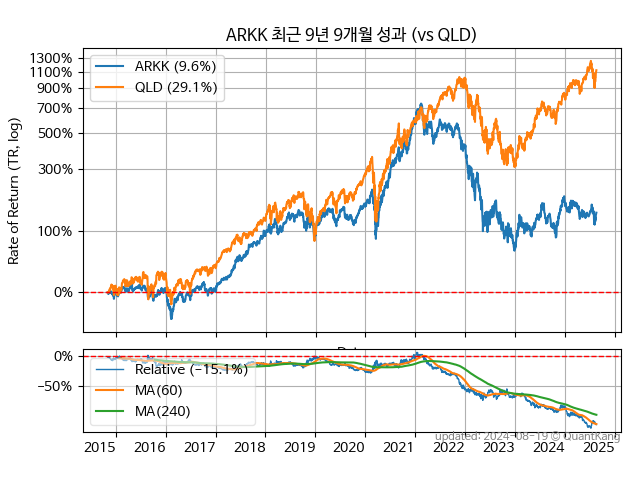 ARKK 최근 9년 9개월 성과 (vs QLD)
1300%
1100%
900%
700%
500%
300%
100%
0%
Rate of Return (TR, log)
ARKK (9.6%)
QLD (29.1%)
0%
−50%
Relative (−15.1%)
MA(60)
MA(240)
2015 2016 2017 2018 2019 2020 2021 2022 2023 2024 2025
updated: 2024-08-19 © QuantKang